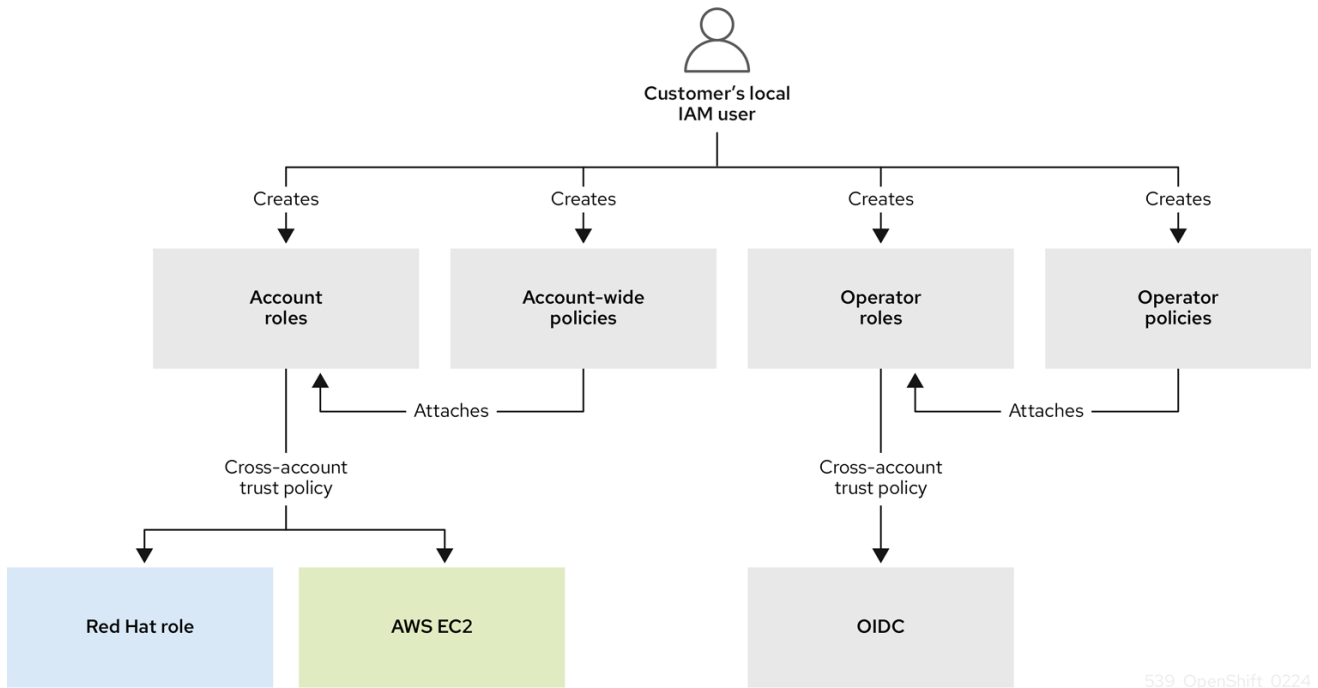 Customer’s local
IAM user
Creates
Creates
Creates
Creates
Account
roles
Account-wide
policies
Operator
roles
Operator
policies
Attaches
Attaches
Cross-account
trust policy
Cross-account
trust policy
Red Hat role
AWS EC2
OIDC
539_OpenShift_0224